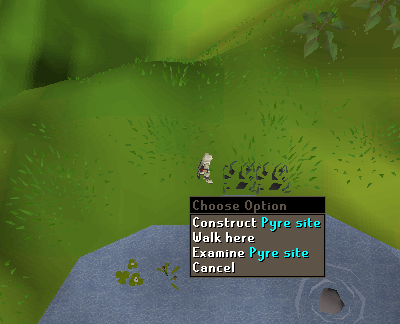 Choose Option
Construct Pyre site
Walk here
Examine Pyre site
Cancel